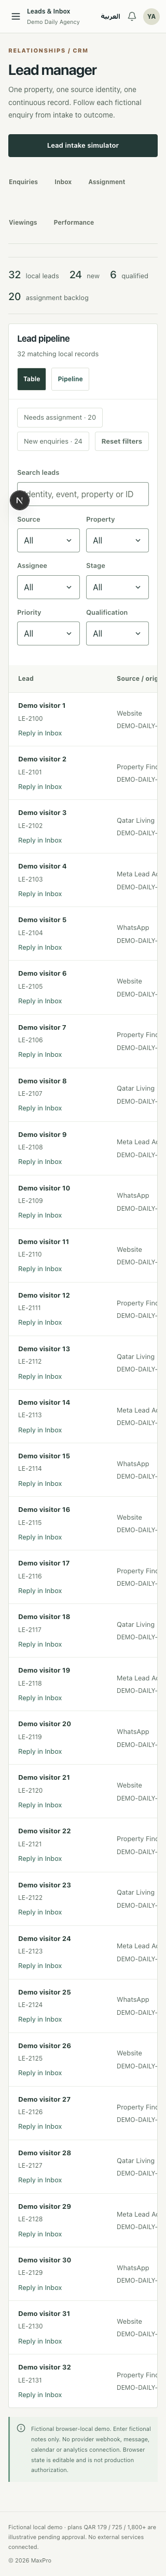 Leads & Inbox
Demo Daily Agency
العربية
YA
RELATIONSHIPS / CRM
Lead manager
One property, one source identity, one
continuous record. Follow each fictional
enquiry from intake to outcome.
Lead intake simulator
Enquiries Inbox Assignment
Viewings Performance
32 local leads 24 new 6 qualified
20 assignment backlog
Lead pipeline
32 matching local records
Table Pipeline
Needs assignment · 20
New enquiries · 24 Reset filters
Search leads
N
dentity, event, property or ID
Source Property
All All
Assignee Stage
All All
Priority Qualification
All All
Lead Source / orig
Demo visitor 1
LE-2100
Reply in Inbox
Website
DEMO-DAILY-
Demo visitor 2
LE-2101
Reply in Inbox
Property Find
DEMO-DAILY-
Demo visitor 3
LE-2102
Reply in Inbox
Qatar Living
DEMO-DAILY-
Demo visitor 4
LE-2103
Reply in Inbox
Meta Lead Ad
DEMO-DAILY-
Demo visitor 5
LE-2104
Reply in Inbox
WhatsApp
DEMO-DAILY-
Demo visitor 6
LE-2105
Reply in Inbox
Website
DEMO-DAILY-
Demo visitor 7
LE-2106
Reply in Inbox
Property Find
DEMO-DAILY-
Demo visitor 8
LE-2107
Reply in Inbox
Qatar Living
DEMO-DAILY-
Demo visitor 9
LE-2108
Reply in Inbox
Meta Lead Ad
DEMO-DAILY-
Demo visitor 10
LE-2109
Reply in Inbox
WhatsApp
DEMO-DAILY-
Demo visitor 11
LE-2110
Reply in Inbox
Website
DEMO-DAILY-
Demo visitor 12
LE-2111
Reply in Inbox
Property Find
DEMO-DAILY-
Demo visitor 13
LE-2112
Reply in Inbox
Qatar Living
DEMO-DAILY-
Demo visitor 14
LE-2113
Reply in Inbox
Meta Lead Ad
DEMO-DAILY-
Demo visitor 15
LE-2114
Reply in Inbox
WhatsApp
DEMO-DAILY-
Demo visitor 16
LE-2115
Reply in Inbox
Website
DEMO-DAILY-
Demo visitor 17
LE-2116
Reply in Inbox
Property Find
DEMO-DAILY-
Demo visitor 18
LE-2117
Reply in Inbox
Qatar Living
DEMO-DAILY-
Demo visitor 19
LE-2118
Reply in Inbox
Meta Lead Ad
DEMO-DAILY-
Demo visitor 20
LE-2119
Reply in Inbox
WhatsApp
DEMO-DAILY-
Demo visitor 21
LE-2120
Reply in Inbox
Website
DEMO-DAILY-
Demo visitor 22
LE-2121
Reply in Inbox
Property Find
DEMO-DAILY-
Demo visitor 23
LE-2122
Reply in Inbox
Qatar Living
DEMO-DAILY-
Demo visitor 24
LE-2123
Reply in Inbox
Meta Lead Ad
DEMO-DAILY-
Demo visitor 25
LE-2124
Reply in Inbox
WhatsApp
DEMO-DAILY-
Demo visitor 26
LE-2125
Reply in Inbox
Website
DEMO-DAILY-
Demo visitor 27
LE-2126
Reply in Inbox
Property Find
DEMO-DAILY-
Demo visitor 28
LE-2127
Reply in Inbox
Qatar Living
DEMO-DAILY-
Demo visitor 29
LE-2128
Reply in Inbox
Meta Lead Ad
DEMO-DAILY-
Demo visitor 30
LE-2129
Reply in Inbox
WhatsApp
DEMO-DAILY-
Demo visitor 31
LE-2130
Reply in Inbox
Website
DEMO-DAILY-
Demo visitor 32
LE-2131
Reply in Inbox
Property Find
DEMO-DAILY-
Fictional browser-local demo. Enter fictional
notes only. No provider webhook, message,
calendar or analytics connection. Browser
state is editable and is not production
authorization.
Fictional local demo · plans QAR 179 / 725 / 1,800+ are
illustrative pending approval. No external services
connected.
© 2026 MaxPro